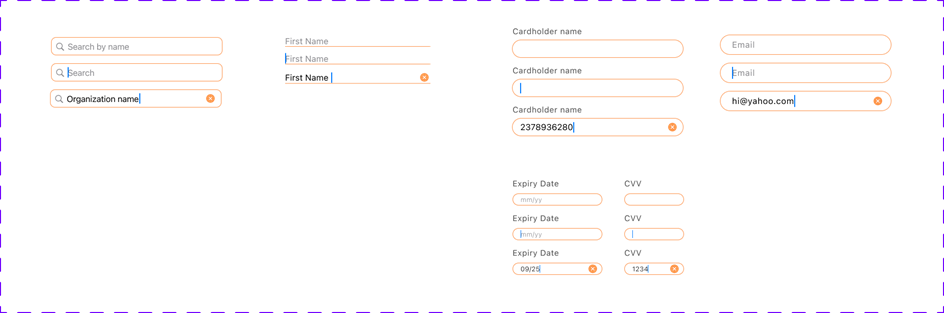 Search by name
Search
Organization name
First Name
First Name
First Name
Cardholder name
Cardholder name
Cardholder name
2378936280
Email
Email
hi@yahoo.com
Expiry Date
CVV
mm/yy
Expiry Date
CVV
mm/yy
Expiry Date
CVV
09/25
1234